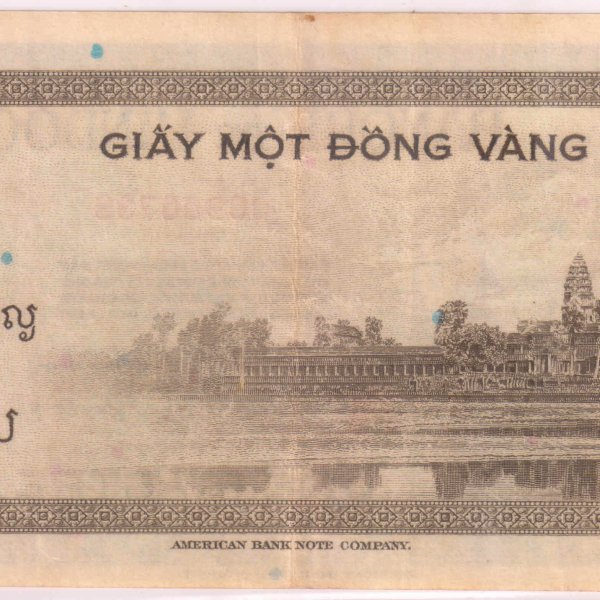 GIẤY MỘT ĐỒNG VÀNG
AMERICAN BANK NOTE COMPANY.